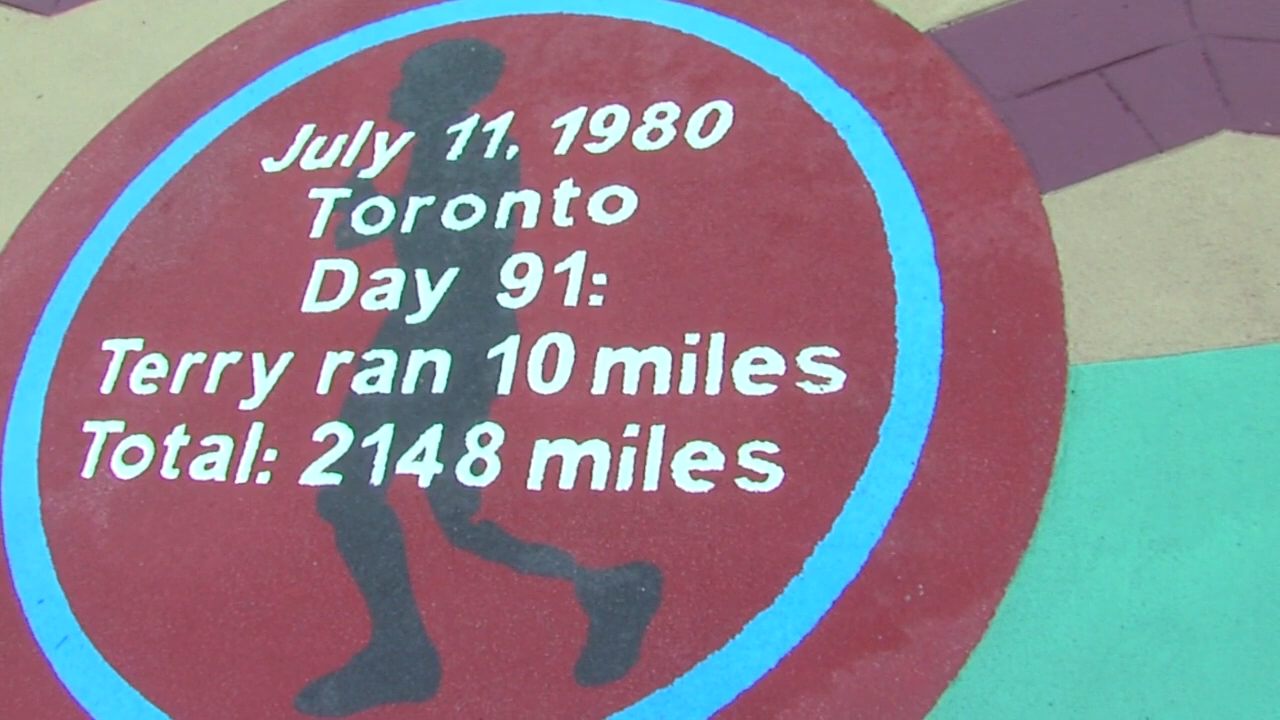 July 11, 1980
Toronto
Day 91:
Terry ran 10 miles
Total: 2148 miles